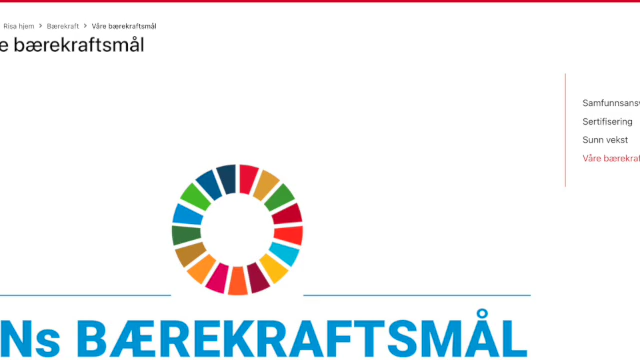 Risa hjem > Bærekraft > Våre bærekraftsmål
e bærekraftsmål
Samfunnsansv
Sertifisering
Sunn vekst
Våre bærekraf
Ns BÆREKRAFTSMÅL